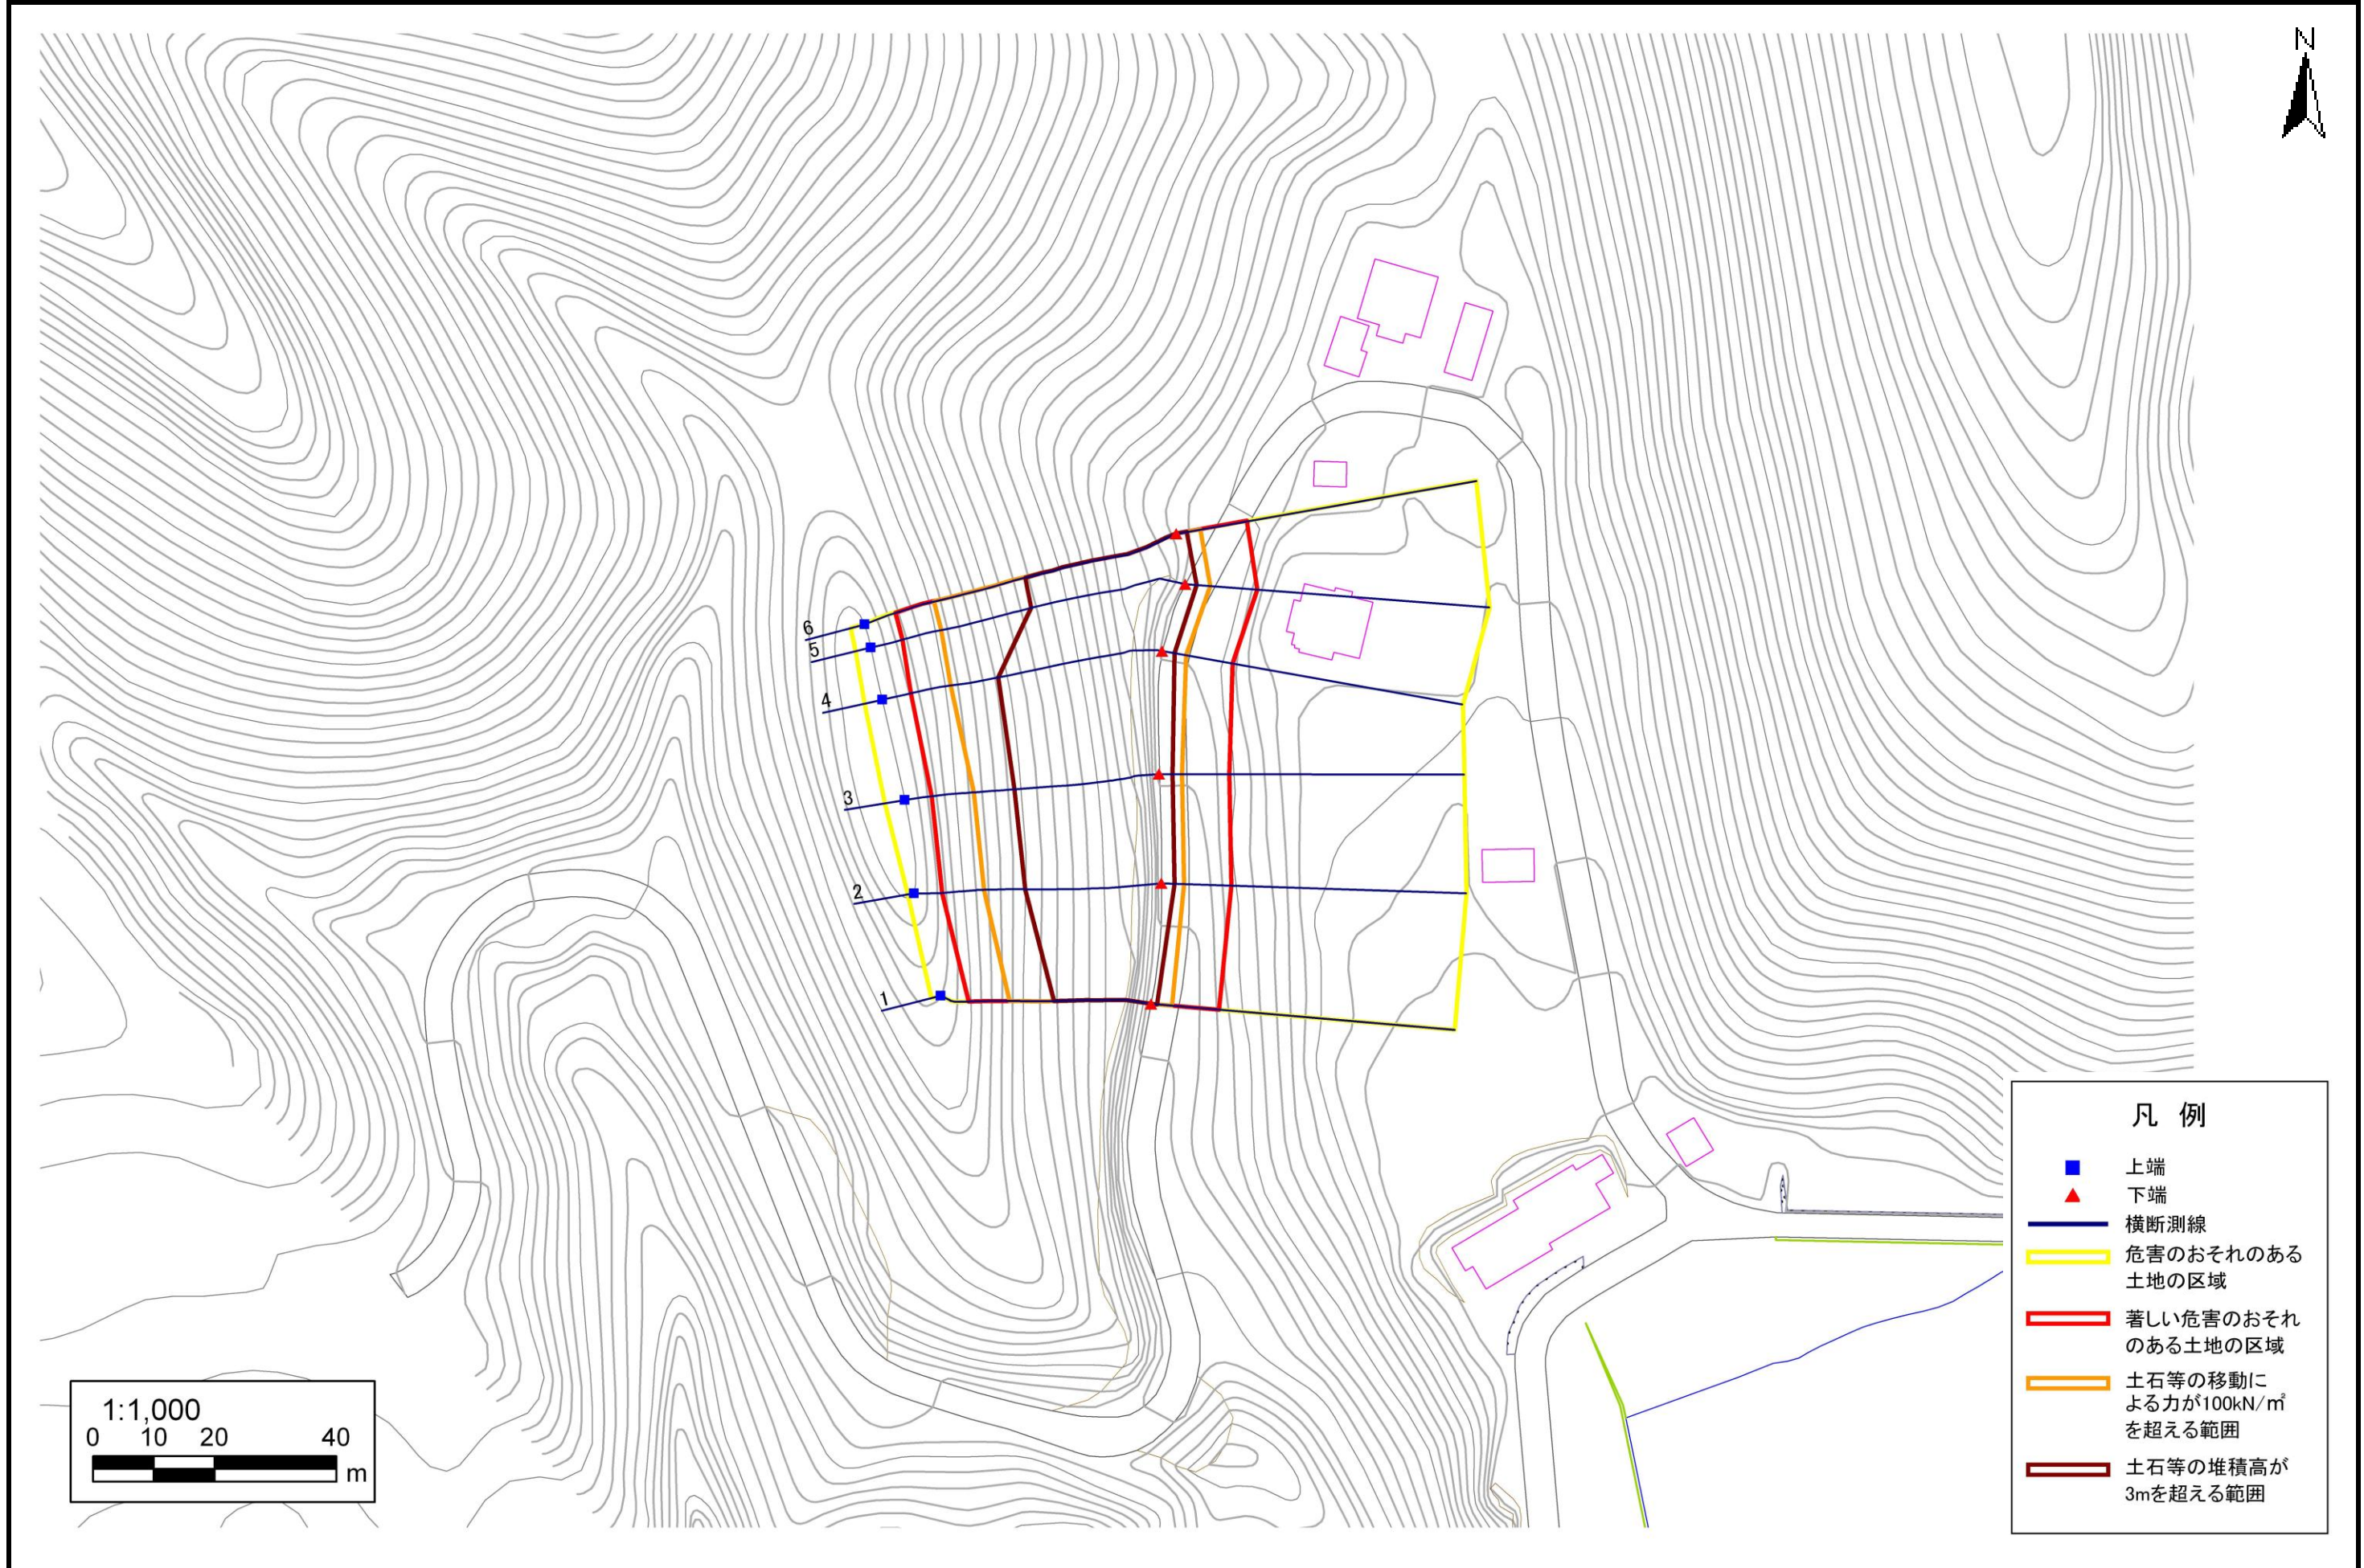 N
6
5
4
3
2
1
凡 例
上端
下端
横断測線
危害のおそれのある
土地の区域
著しい危害のおそれ
のある土地の区域
土石等の移動に
よる力が100kN/㎡
を超える範囲
土石等の堆積高が
3mを超える範囲
1:1,000
0 10 20 40
m